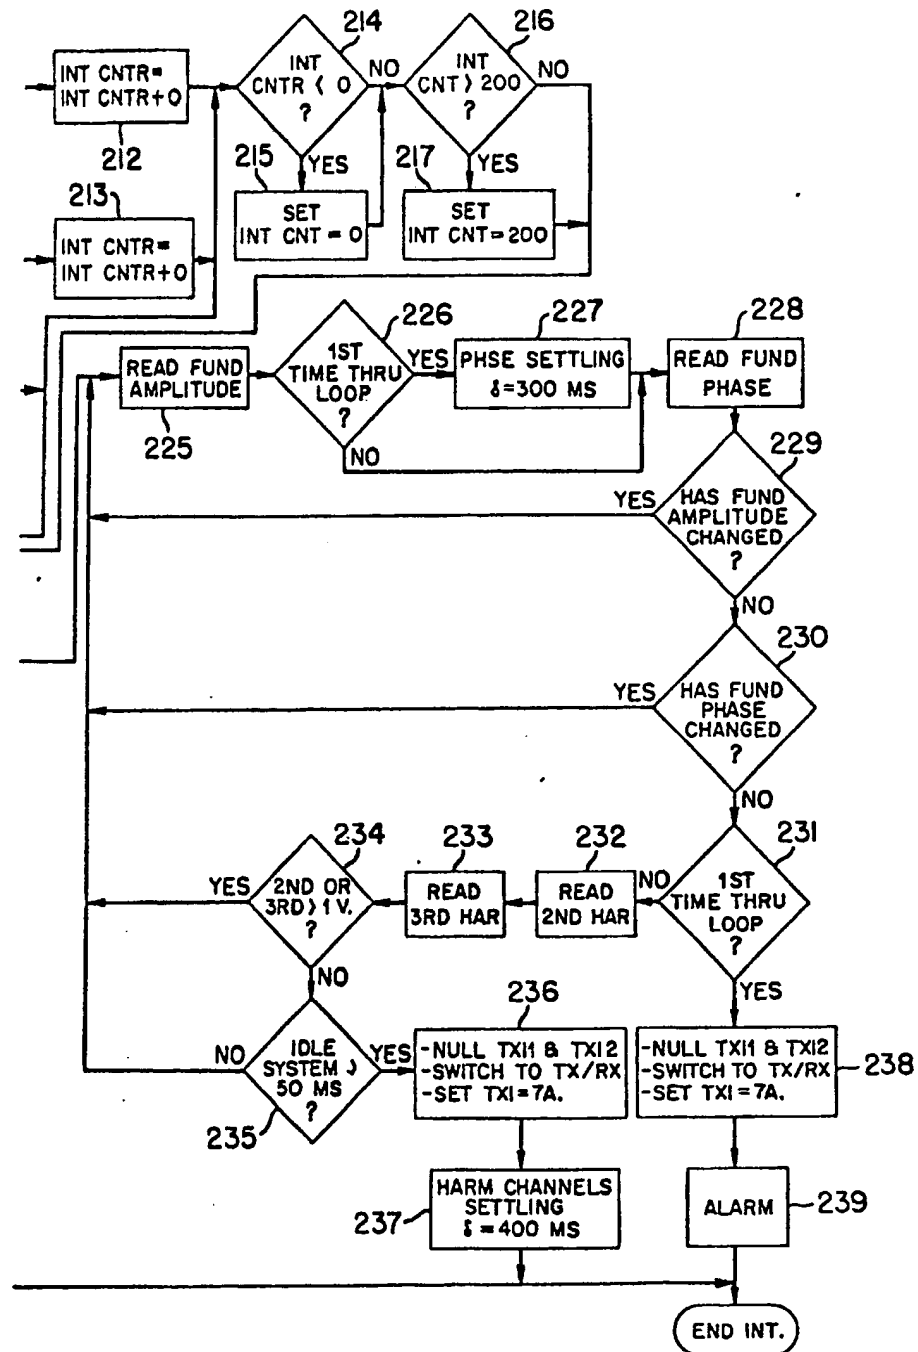 214
216
INT CNTR=
INT CNTR+0
INT
CNTR < 0
?
NO
INT
CNT > 200
?
NO
212
215
YES
217
YES
213
SET
INT CNT = 0
SET
INT CNT=200
INT CNTR=
INT CNTR+0
226
227
228
READ FUND
AMPLITUDE
1ST
TIME THRU
LOOP
?
YES
PHSE SETTLING
δ=300 MS
READ FUND
PHASE
225
NO
229
YES
HAS FUND
AMPLITUDE
CHANGED
?
NO
230
YES
HAS FUND
PHASE
CHANGED
?
NO
234
233
232
231
YES
2ND OR
3RD > 1 V.
?
READ
3RD HAR
READ
2ND HAR
NO
1ST
TIME THRU
LOOP
?
NO
YES
236
NO
IDLE
SYSTEM >
50 MS
?
YES
-NULL TX11 & TX12
-SWITCH TO TX/RX
-SET TX1=7A.
-NULL TX11 & TX12
-SWITCH TO TX/RX
-SET TX1=7A.
238
235
HARM CHANNELS
SETTLING
δ=400 MS
237
ALARM
239
END INT.